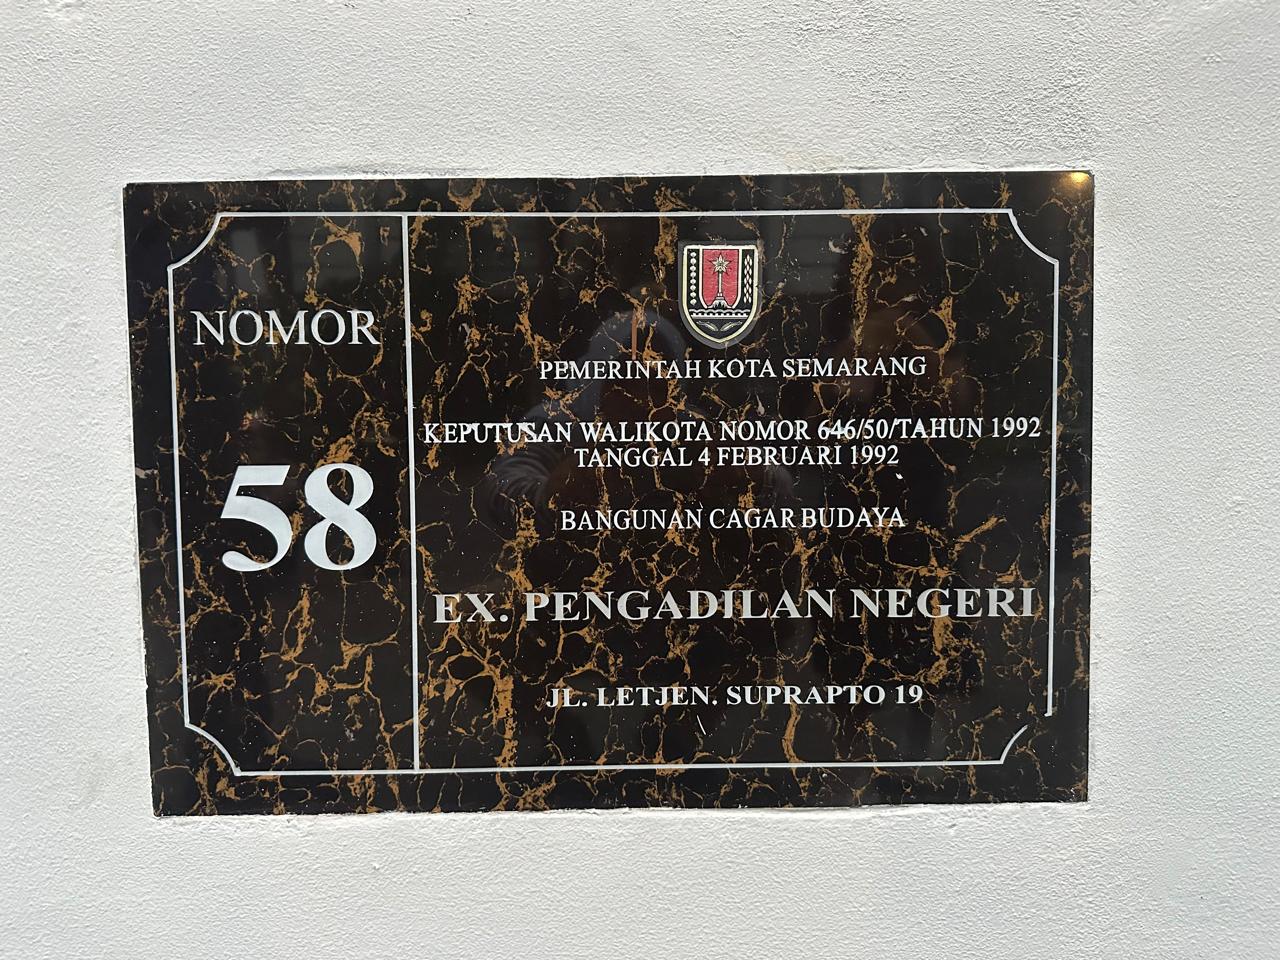 NOMOR
58
PEMERINTAH KOTA SEMARANG
KEPUTUSAN WALIKOTA NOMOR 646/50/TAHUN 1992
TANGGAL 4 FEBRUARI 1992
BANGUNAN CAGAR BUDAYA
EX. PENGADILAN NEGERI
JL. LETJEN. SUPRAPTO 19